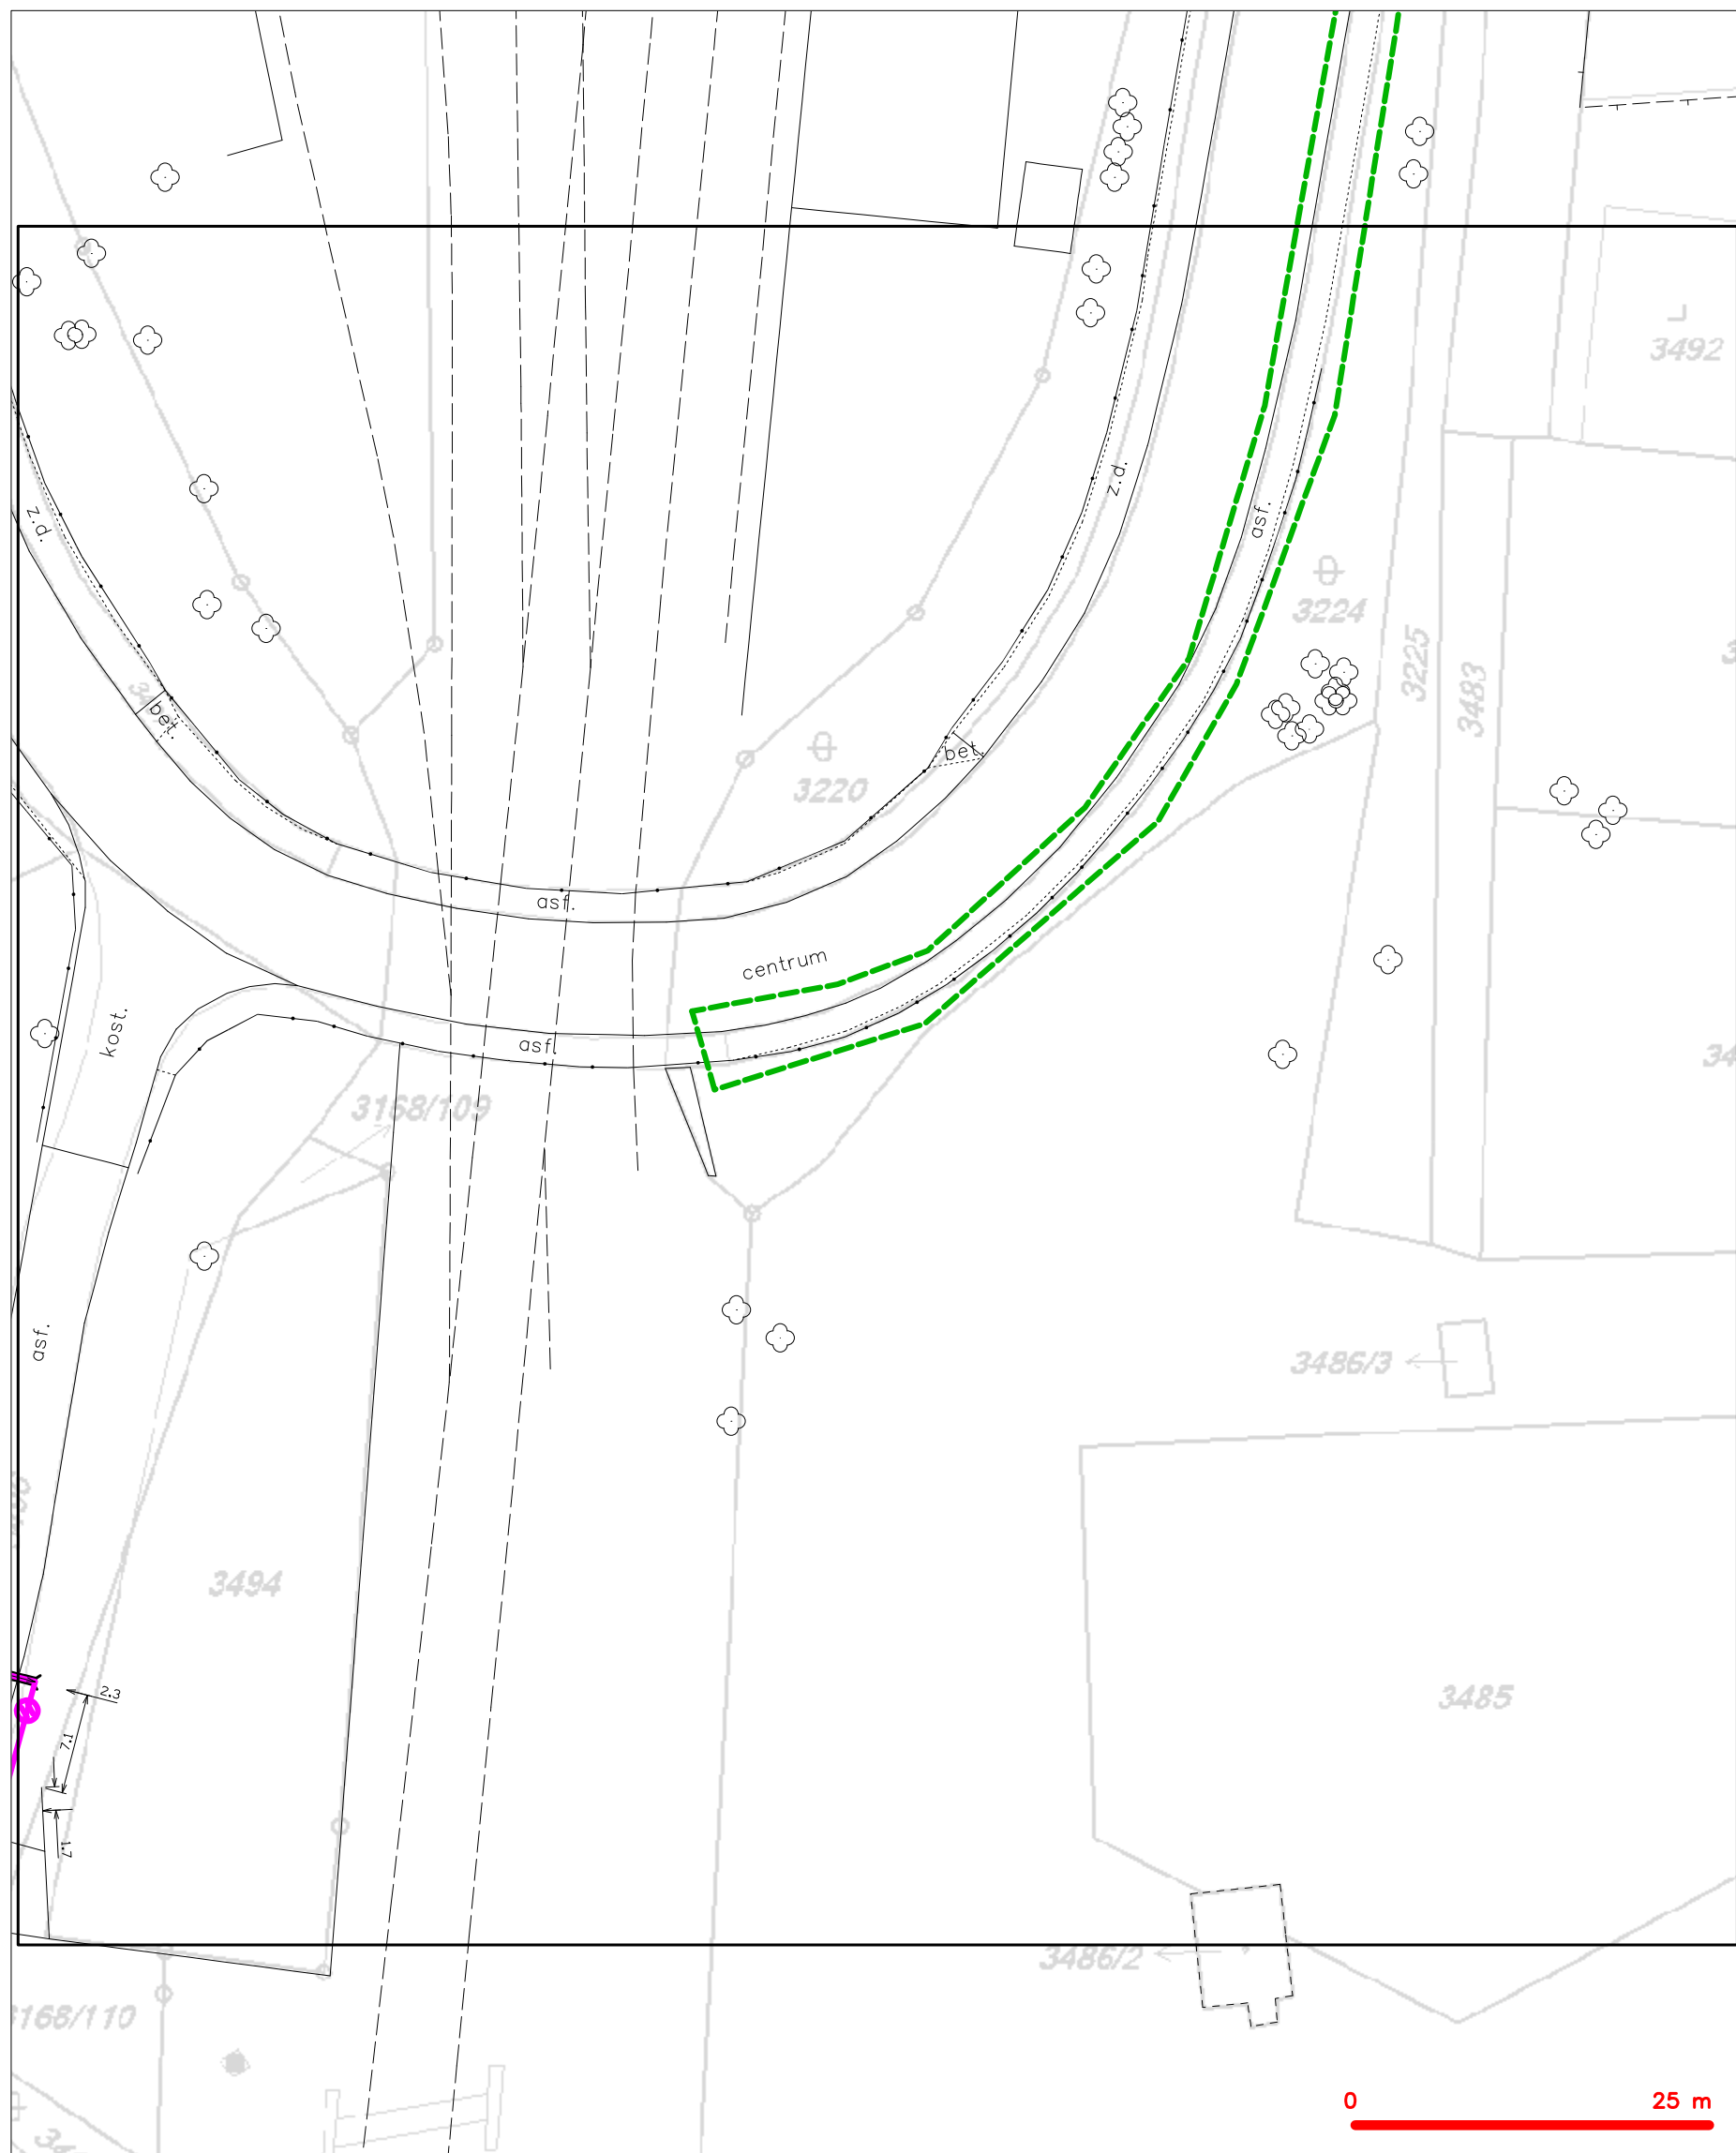 3492
z.d.
z.d.
asf.
3224
3225
3483
bet.
bet.
3220
asf.
centrum
kost.
asf.
3168/109
asf.
3486/3
3494
3485
2.3
7.1
1.7
3486/2
3168/110
0 25 m